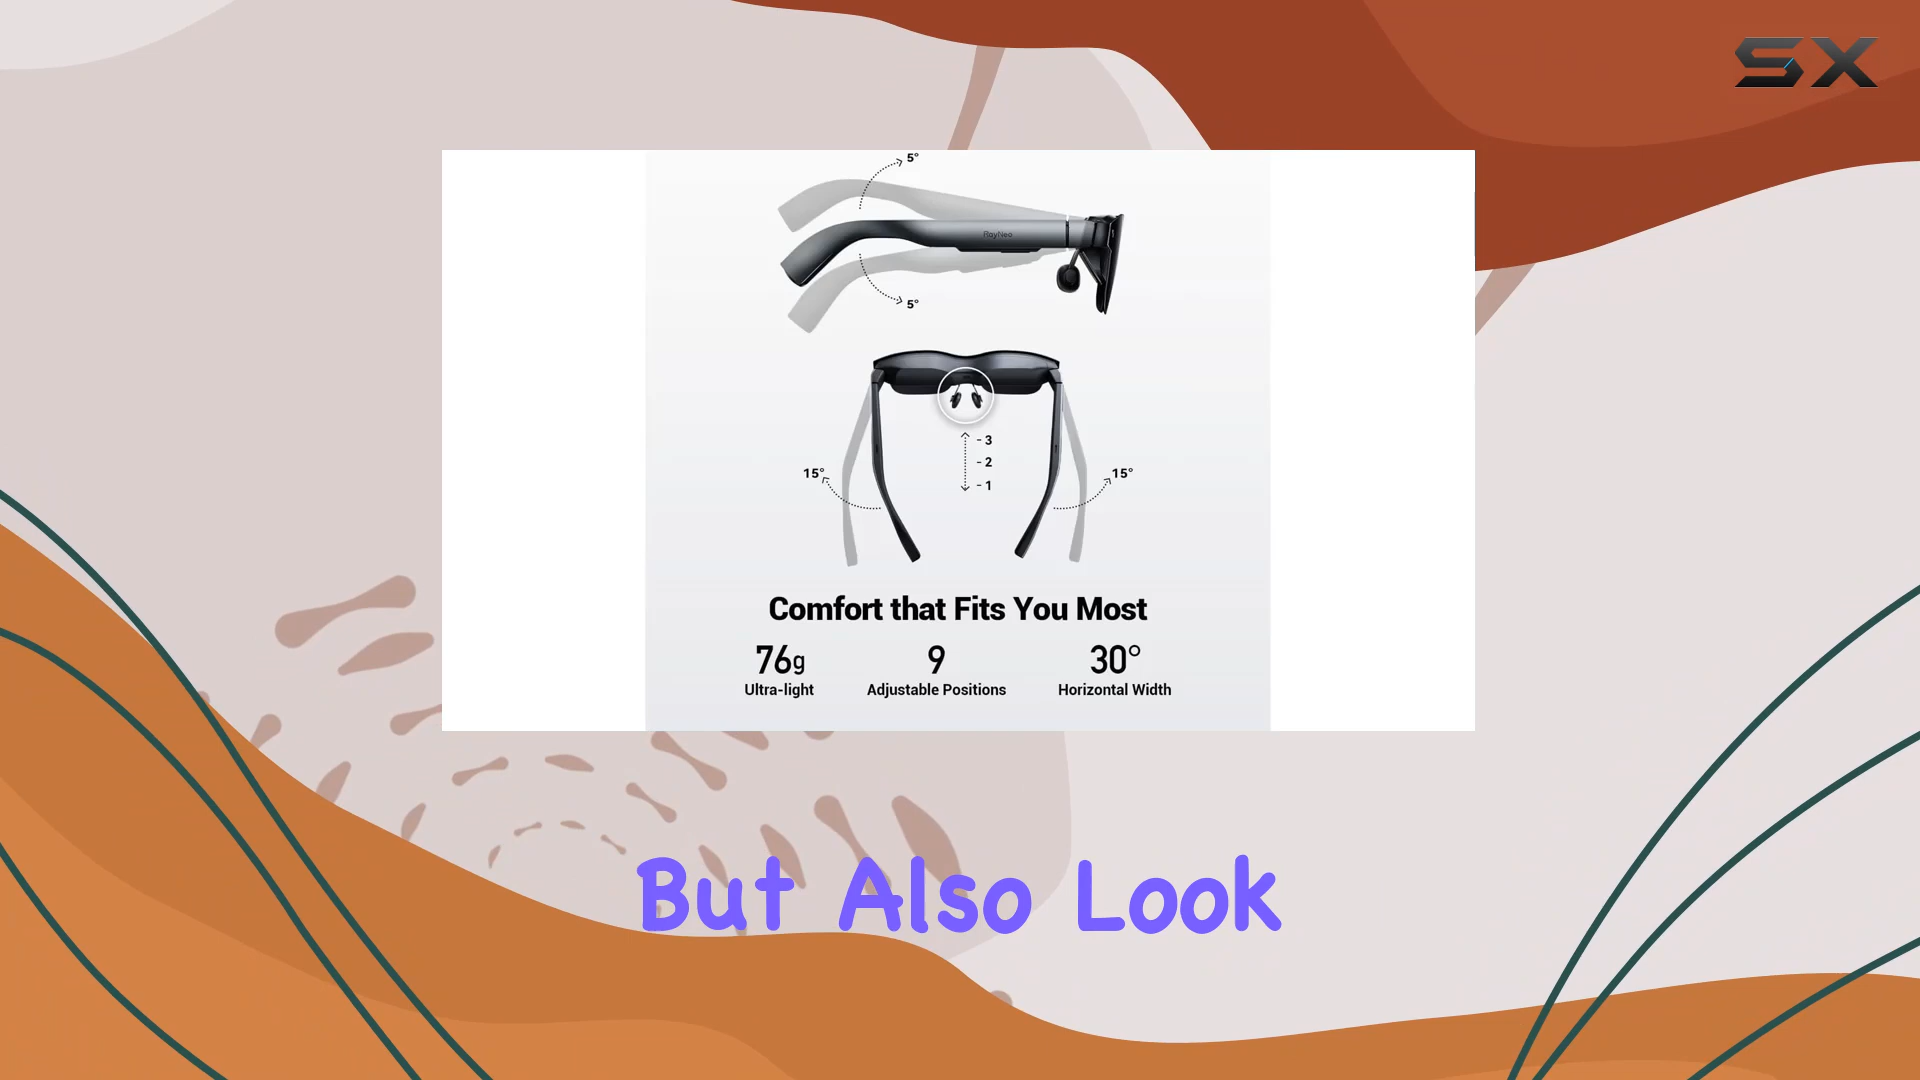 SX
5°
RayNeo
5°
- 3
- 2
- 1
15°
15°
Comfort that Fits You Most
76g
9
30°
Ultra-light
Adjustable Positions
Horizontal Width
But Also Look